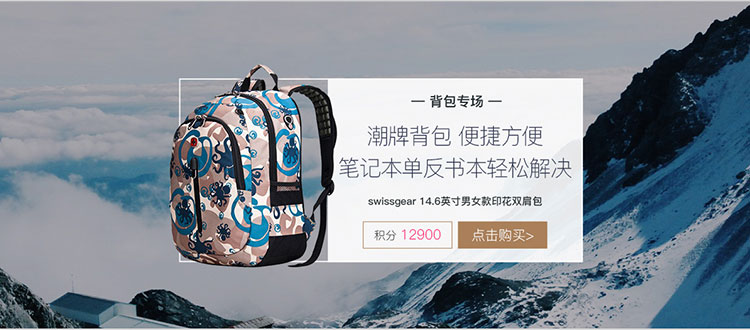 — 背包专场 —
潮牌背包 便捷方便
笔记本单反书本轻松解决
swissgear 14.6英寸男女款印花双肩包
积分 12900
点击购买>